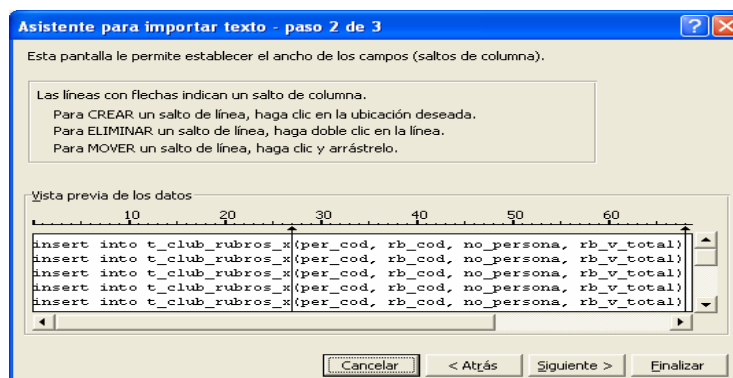 Asistente para importar texto - paso 2 de 3
Esta pantalla le permite establecer el ancho de los campos (saltos de columna).
Las líneas con flechas indican un salto de columna.
Para CREAR un salto de línea, haga clic en la ubicación deseada.
Para ELIMINAR un salto de línea, haga doble clic en la línea.
Para MOVER un salto de línea, haga clic y arrástrelo.
Vista previa de los datos
10 20 30 40 50 60
insert into t_club_rubros_x(per_cod, rb_cod, no_persona, rb_v_total)
insert into t_club_rubros_x(per_cod, rb_cod, no_persona, rb_v_total)
insert into t_club_rubros_x(per_cod, rb_cod, no_persona, rb_v_total)
insert into t_club_rubros_x(per_cod, rb_cod, no_persona, rb_v_total)
insert into t_club_rubros_x(per_cod, rb_cod, no_persona, rb_v_total)
Cancelar < Atrás Siguiente > Finalizar